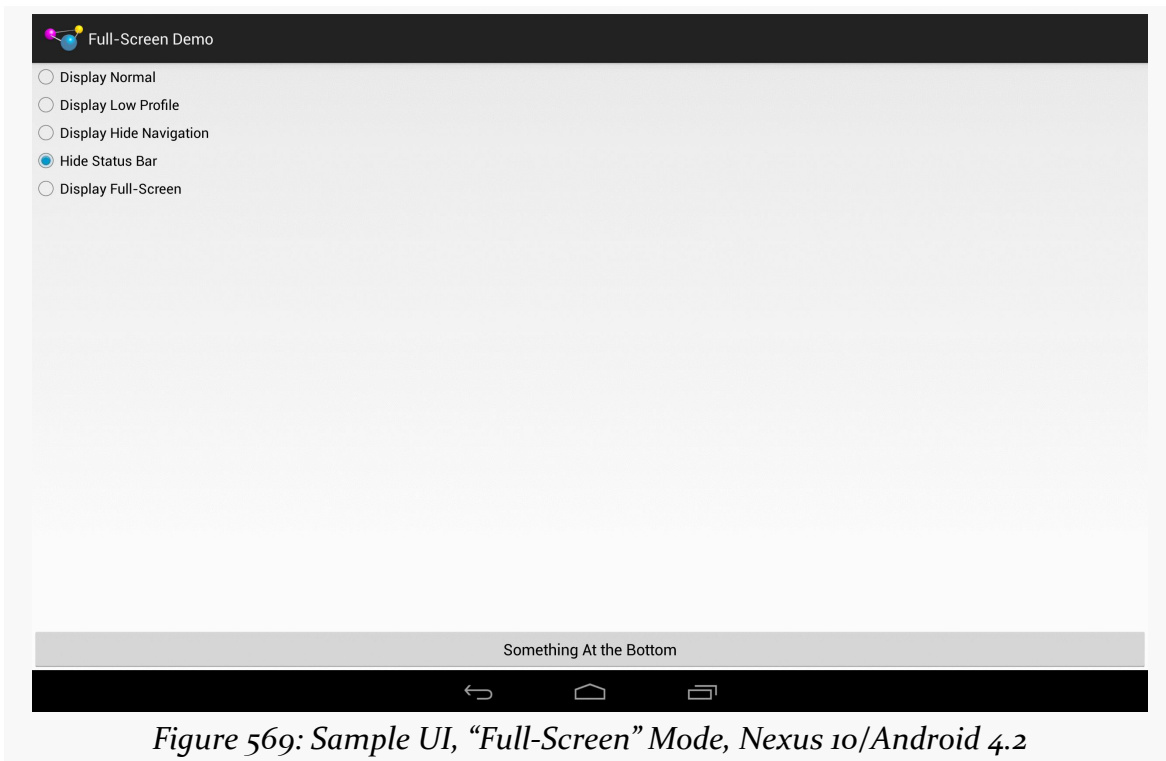 Full-Screen Demo
Display Normal
Display Low Profile
Display Hide Navigation
Hide Status Bar
Display Full-Screen
Something At the Bottom
Figure 569: Sample UI, “Full-Screen” Mode, Nexus 10/Android 4.2